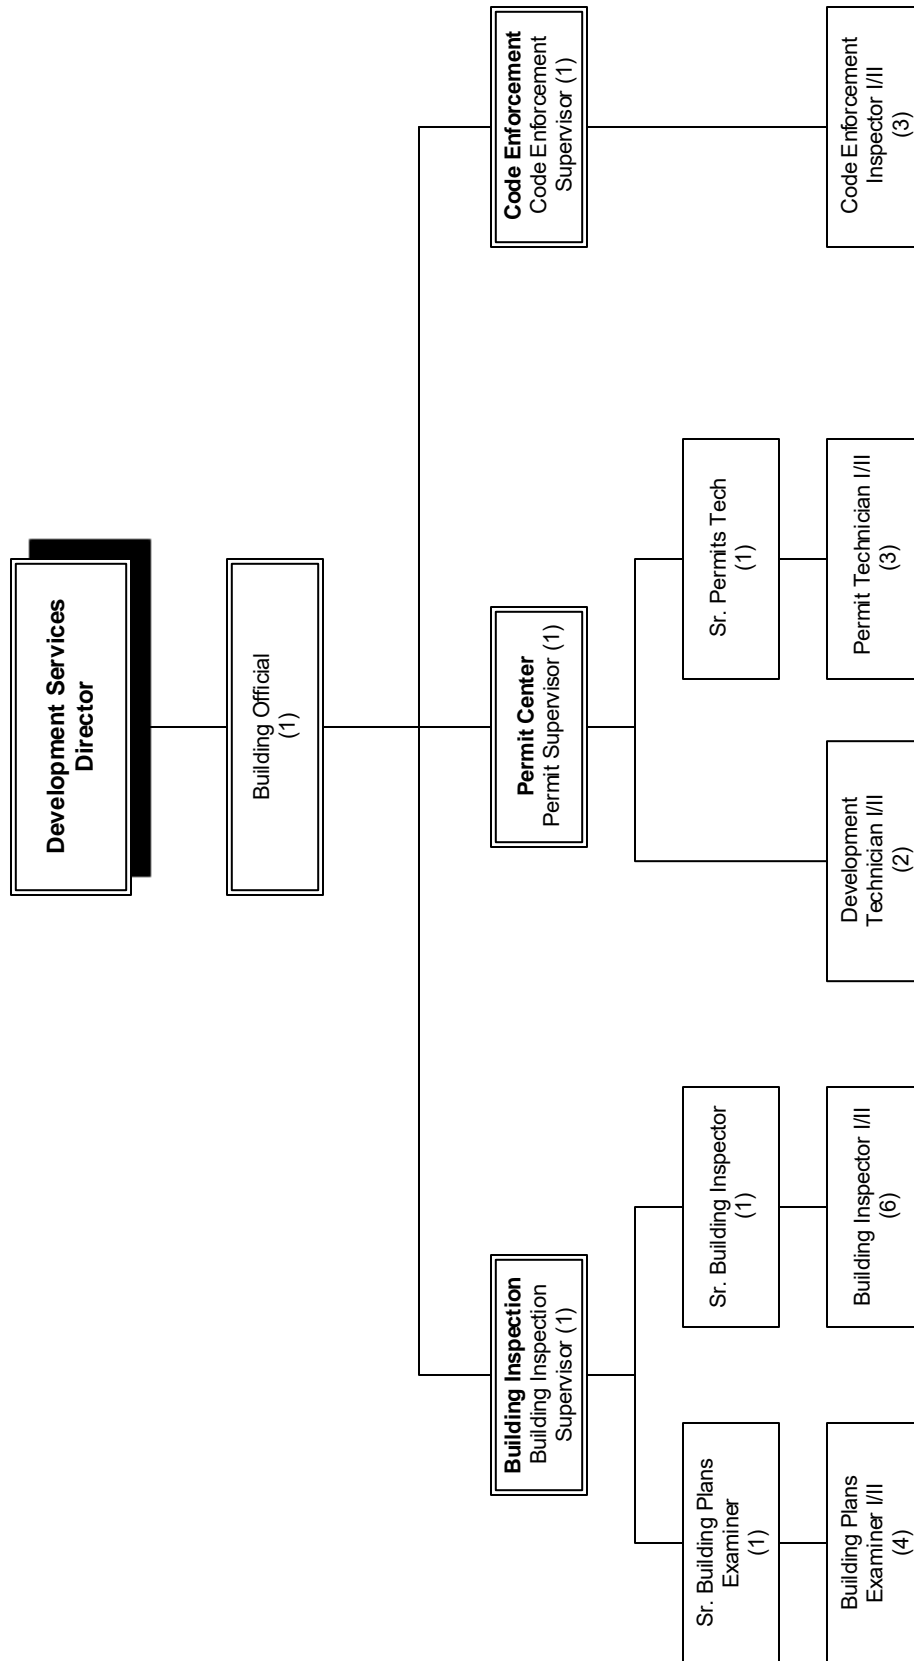 Development Services
Director
Building Official
(1)
Building Inspection
Building Inspection
Supervisor (1)
Permit Center
Permit Supervisor (1)
Code Enforcement
Code Enforcement
Supervisor (1)
Sr. Building Plans
Examiner
(1)
Sr. Building Inspector
(1)
Sr. Permits Tech
(1)
Building Plans
Examiner I/II
(4)
Building Inspector I/II
(6)
Development
Technician I/II
(2)
Permit Technician I/II
(3)
Code Enforcement
Inspector I/II
(3)